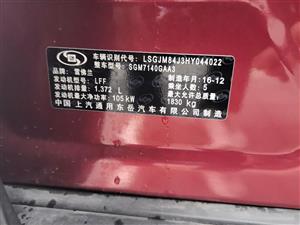 车辆识别代号: LSGJM84J3HY044022
整车型号: SGM7140GAA3
品牌: 雪佛兰 制造年月: 16-12
发动机型号: LFF 乘坐人数: 5
发动机排量: 1.372 L 最大允许总质量:
发动机最大净功率: 105 kW 1830 kg
中国上汽通用东岳汽车有限公司制造